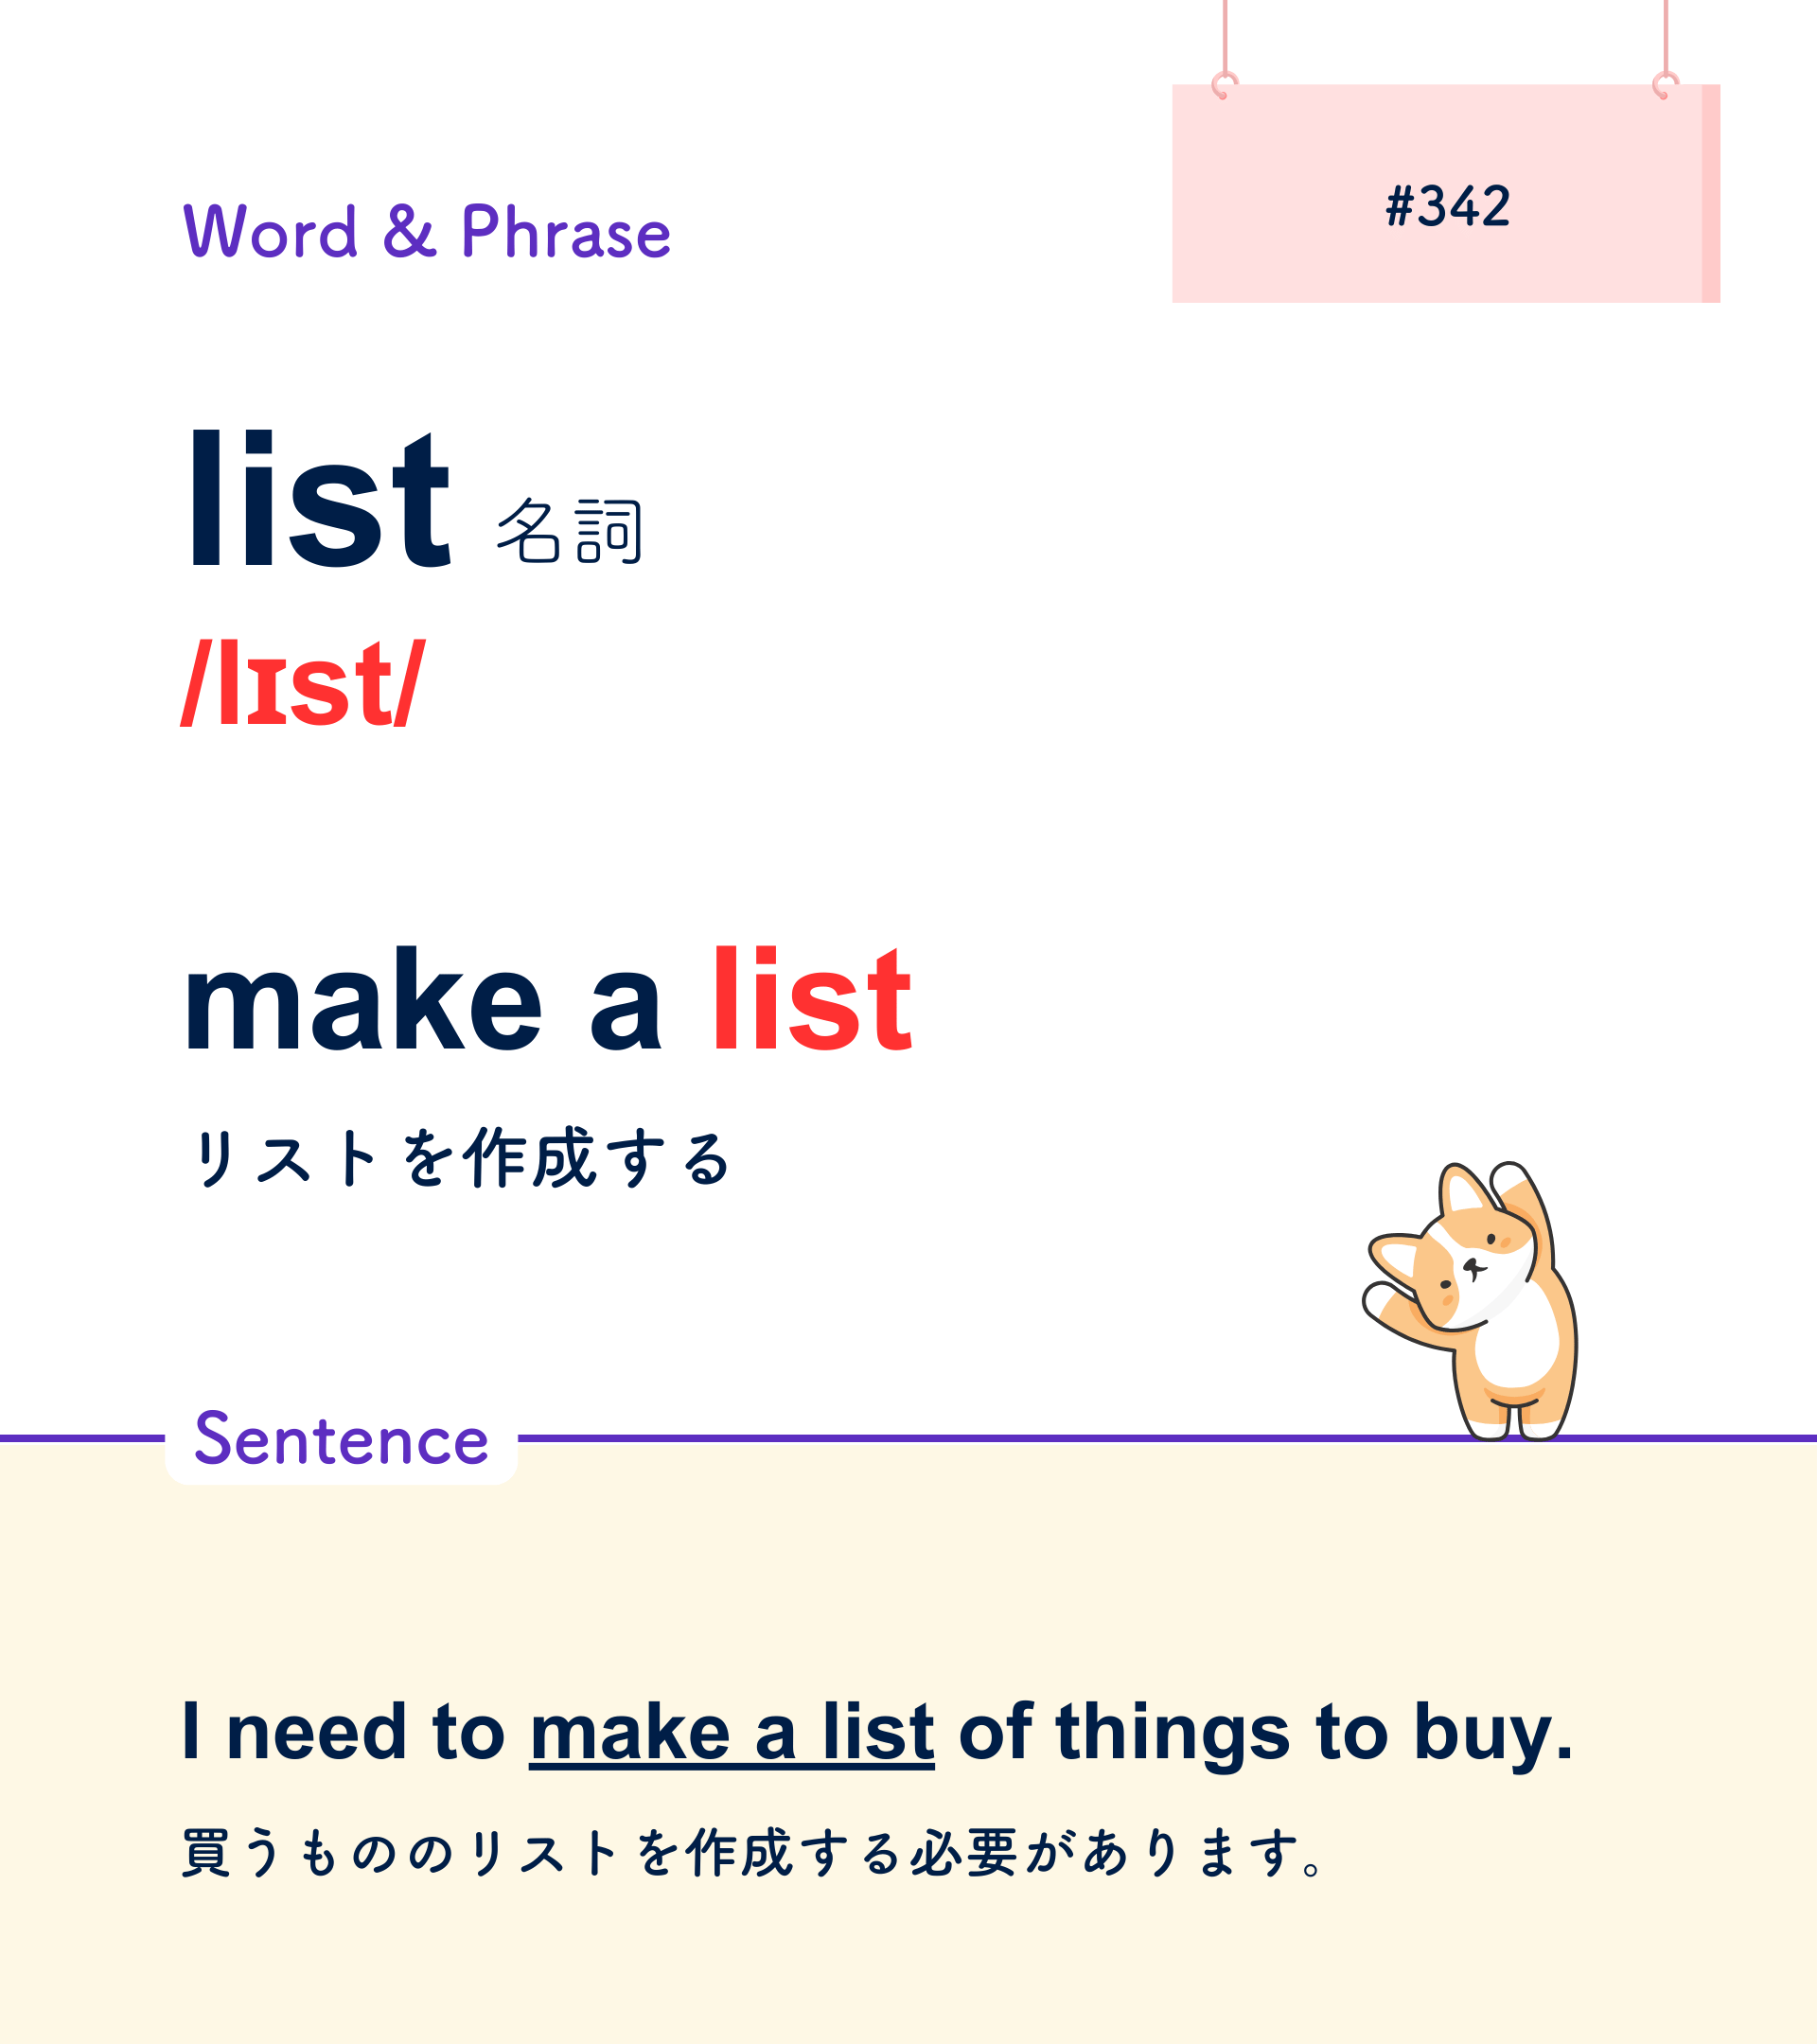 #342
Word & Phrase
list 名詞
/lɪst/
make a list
リストを作成する
Sentence
I need to make a list of things to buy.
買うもののリストを作成する必要があります。